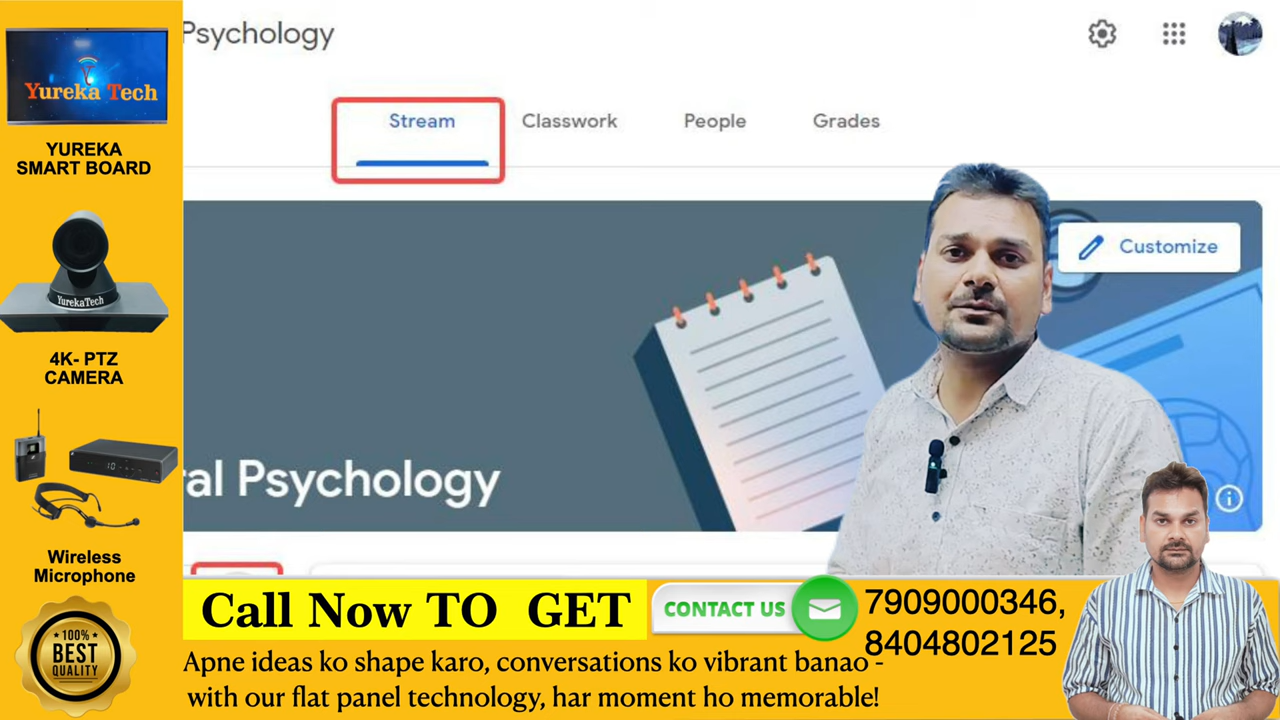 Psychology
Stream Classwork People Grades
Customize
al Psychology
Yureka Tech
YUREKA
SMART BOARD
YurekaTech
4K- PTZ
CAMERA
10
Wireless
Microphone
100%
BEST
QUALITY
Call Now TO GET
CONTACT US
7909000346,
8404802125
Apne ideas ko shape karo, conversations ko vibrant banao -
with our flat panel technology, har moment ho memorable!